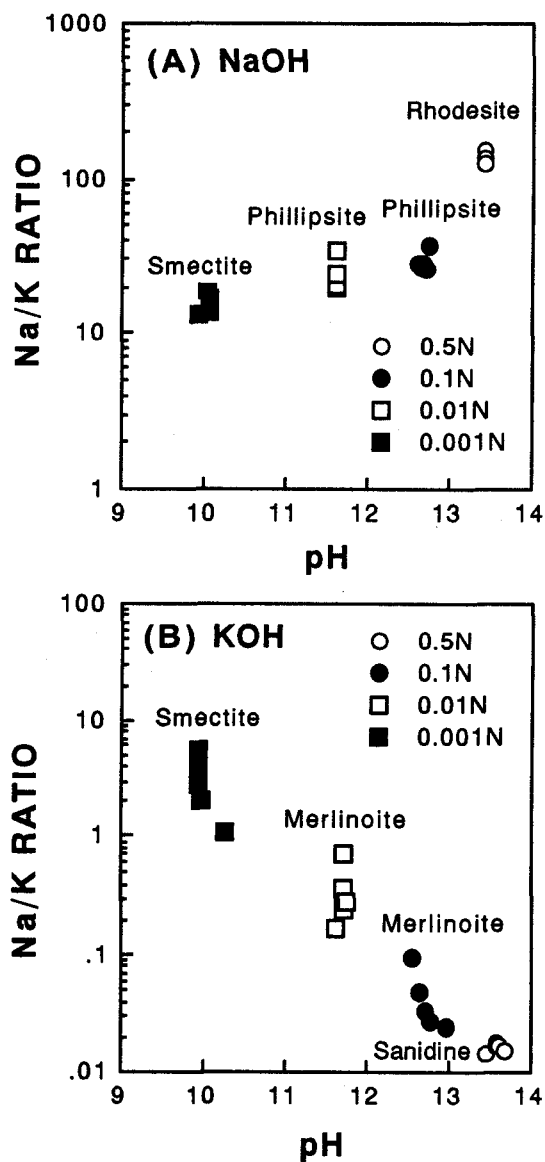 1000
(A) NaOH
Rhodesite
100
Phillipsite
Phillipsite
Smectite
Na/K RATIO
10
0.5N
0.1N
0.01N
0.001N
1
9 10 11 12 13 14
pH
100
(B) KOH
0.5N
0.1N
0.01N
0.001N
10
Smectite
1
Merlinoite
Na/K RATIO
.1
Merlinoite
Sanidine
.01
9 10 11 12 13 14
pH